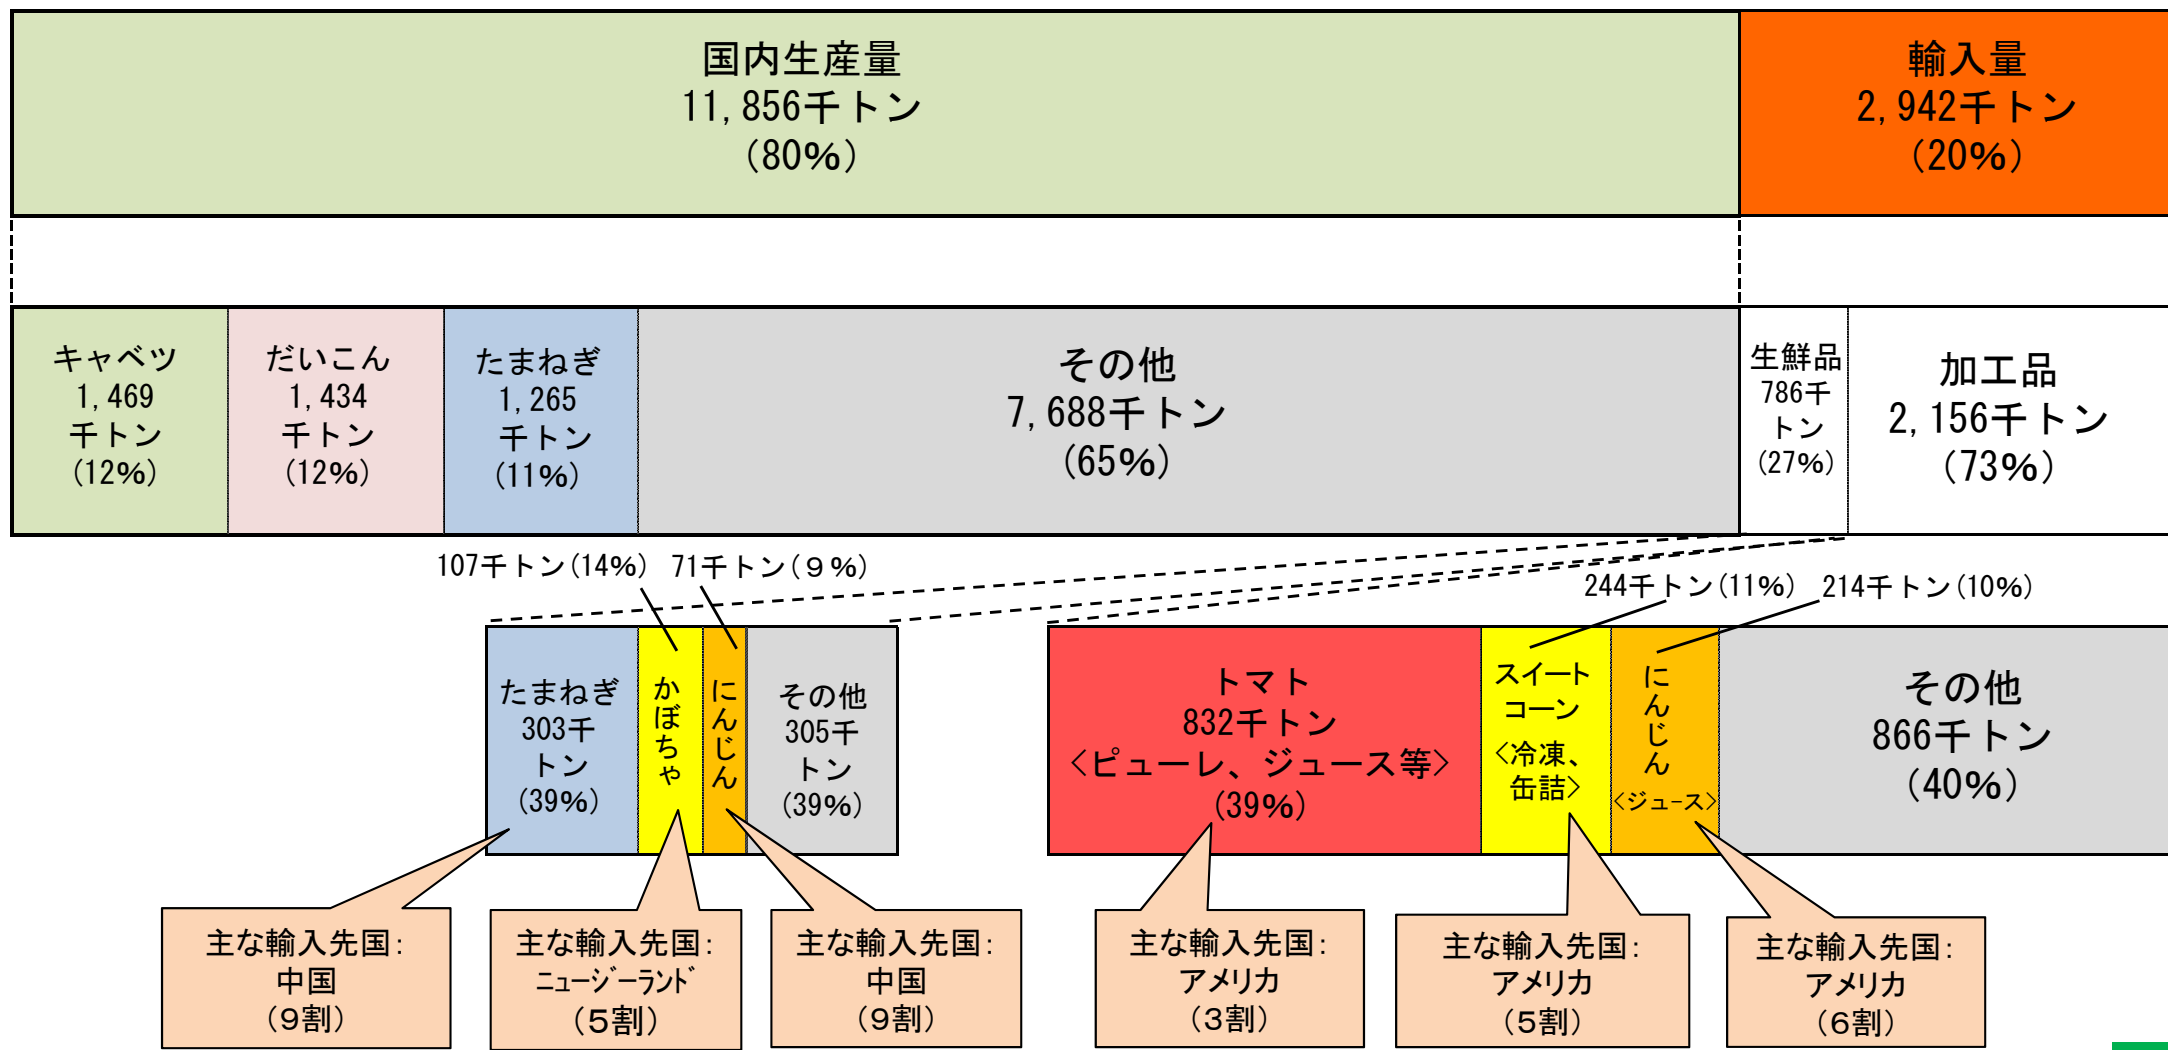 国内生産量
11,856千トン
(80%)
輸入量
2,942千トン
(20%)
キャベツ
1,469
千トン
(12%)
だいこん
1,434
千トン
(12%)
たまねぎ
1,265
千トン
(11%)
その他
7,688千トン
(65%)
生鮮品
786千
トン
(27%)
加工品
2,156千トン
(73%)
107千トン(14%)
71千トン(９%)
244千トン(11%)
214千トン(10%)
たまねぎ
303千
トン
(39%)
かぼちゃ
にんじん
その他
305千
トン
(39%)
トマト
832千トン
<ピューレ、ジュース等>
(39%)
スイート
コーン
<冷凍、
缶詰>
にんじん
<ジュース>
その他
866千トン
(40%)
主な輸入先国：
中国
(９割)
主な輸入先国：
ﾆｭｰｼﾞｰﾗﾝﾄﾞ
(５割)
主な輸入先国：
中国
(９割)
主な輸入先国：
アメリカ
(３割)
主な輸入先国：
アメリカ
(５割)
主な輸入先国：
アメリカ
(６割)